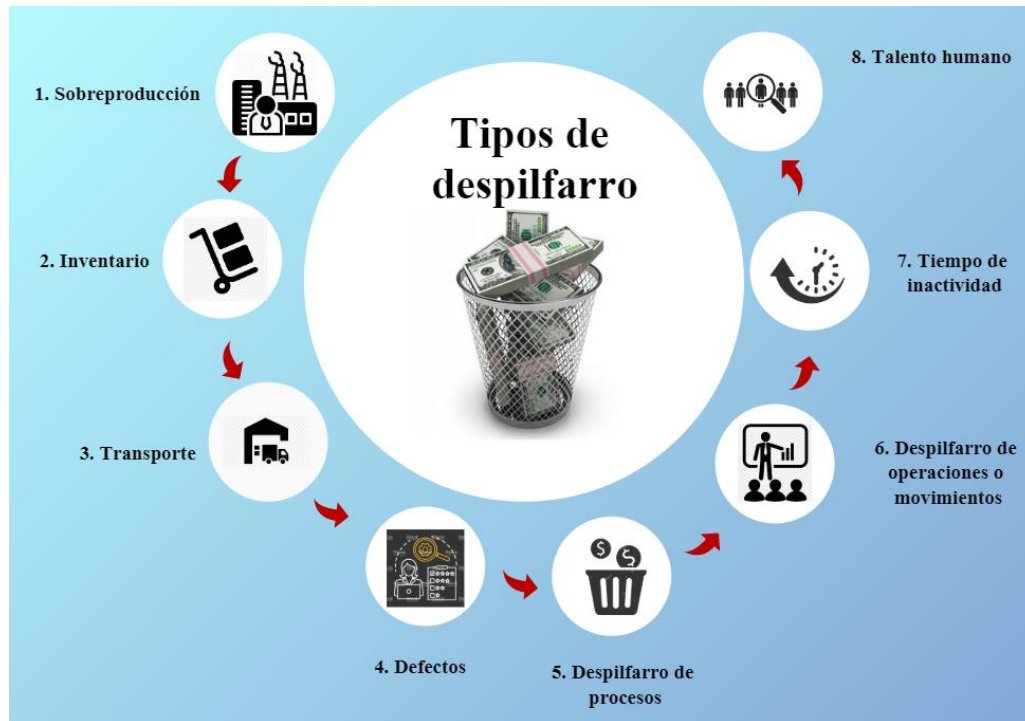 Tipos de
despilfarro
1. Sobreproducción
2. Inventario
3. Transporte
4. Defectos
5. Despilfarro de
procesos
6. Despilfarro de
operaciones o
movimientos
7. Tiempo de
inactividad
8. Talento humano